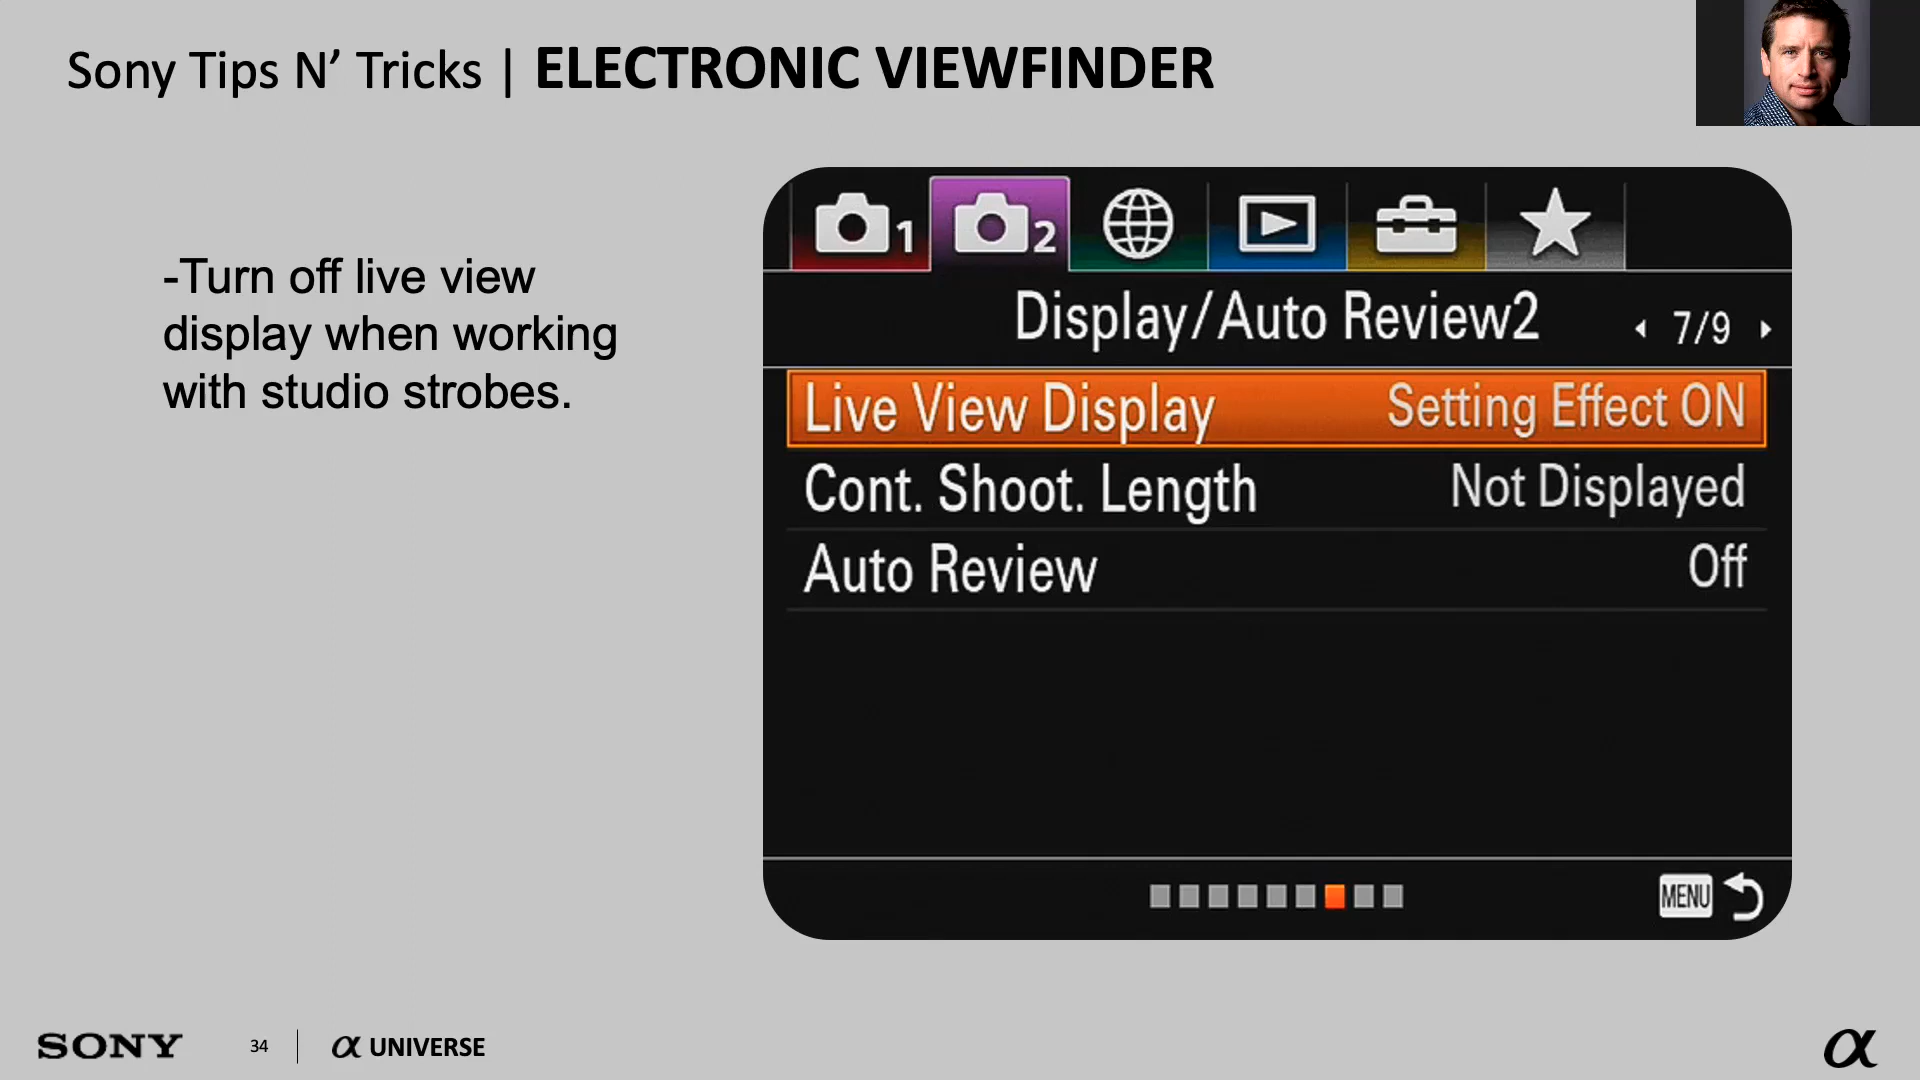 Sony Tips N’ Tricks | ELECTRONIC VIEWFINDER
-Turn off live view
display when working
with studio strobes.
1
2
Display/Auto Review2
7/9
Live View Display Setting Effect ON
Cont. Shoot. Length Not Displayed
Auto Review Off
MENU
SONY 34 | α UNIVERSE
α